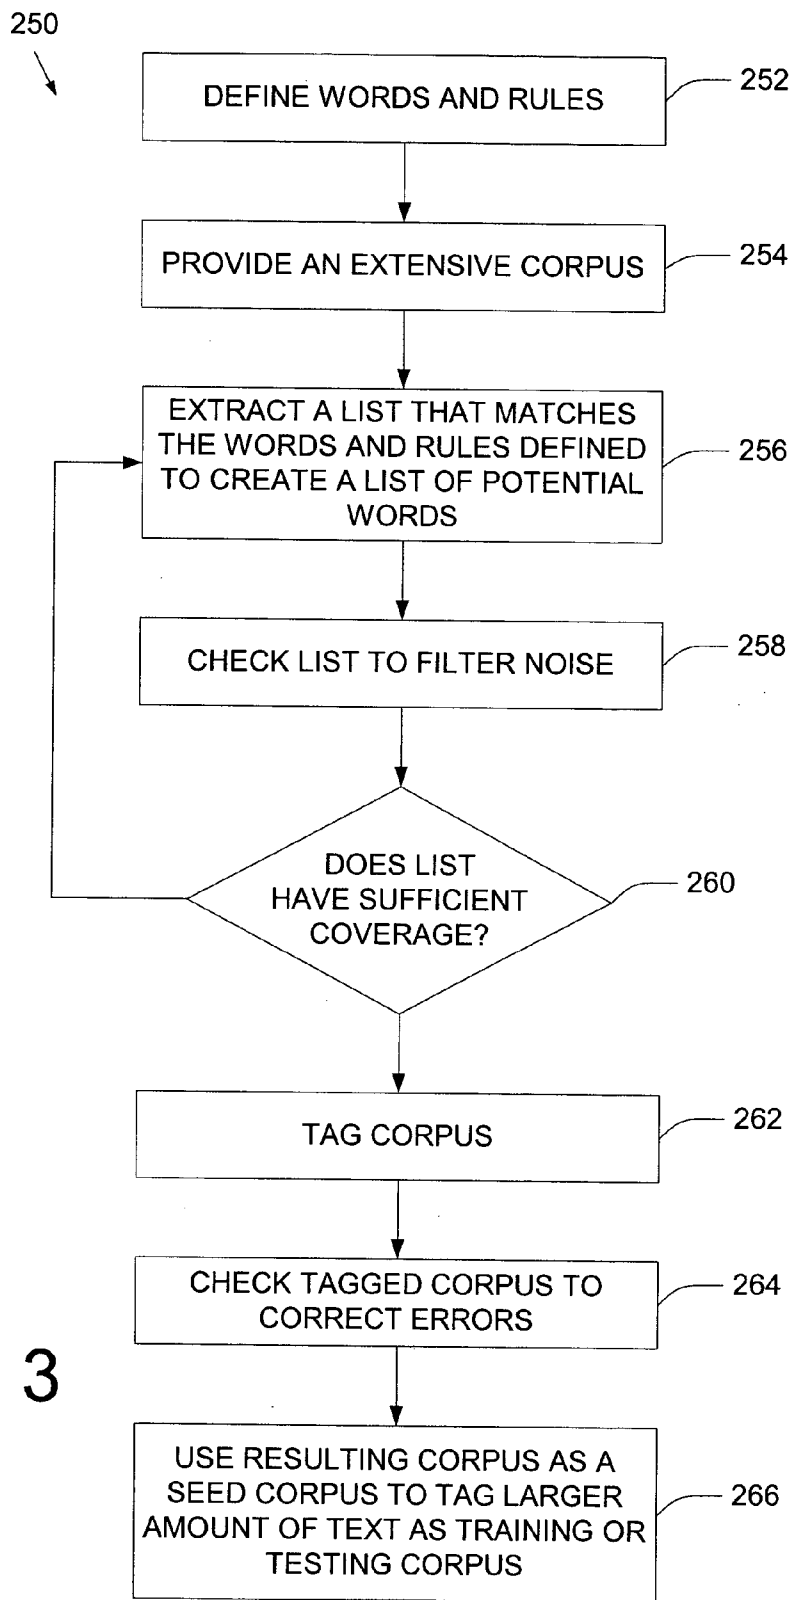 250
DEFINE WORDS AND RULES
252
PROVIDE AN EXTENSIVE CORPUS
254
EXTRACT A LIST THAT MATCHES
THE WORDS AND RULES DEFINED
TO CREATE A LIST OF POTENTIAL
WORDS
256
CHECK LIST TO FILTER NOISE
258
DOES LIST
HAVE SUFFICIENT
COVERAGE?
260
TAG CORPUS
262
CHECK TAGGED CORPUS TO
CORRECT ERRORS
264
3
USE RESULTING CORPUS AS A
SEED CORPUS TO TAG LARGER
AMOUNT OF TEXT AS TRAINING OR
TESTING CORPUS
266